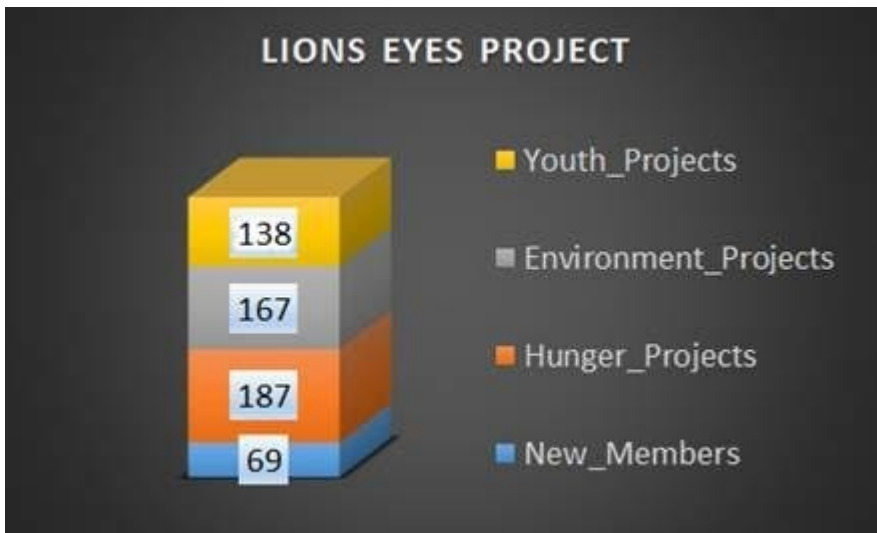 LIONS EYES PROJECT
138
167
187
69
Youth_Projects
Environment_Projects
Hunger_Projects
New_Members